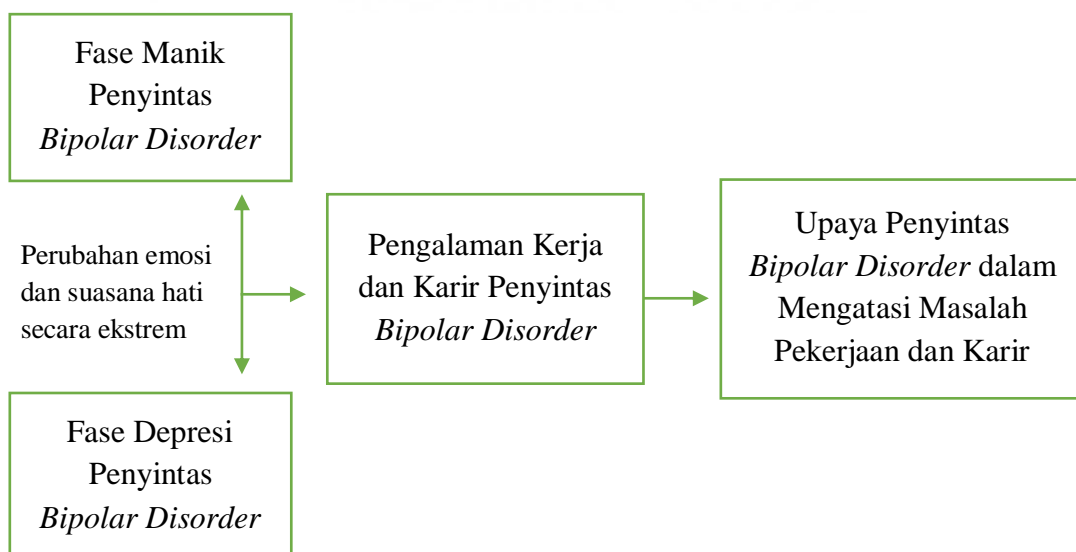 Fase Manik
Penyintas
Bipolar Disorder
Perubahan emosi
dan suasana hati
secara ekstrem
Fase Depresi
Penyintas
Bipolar Disorder
Pengalaman Kerja
dan Karir Penyintas
Bipolar Disorder
Upaya Penyintas
Bipolar Disorder dalam
Mengatasi Masalah
Pekerjaan dan Karir